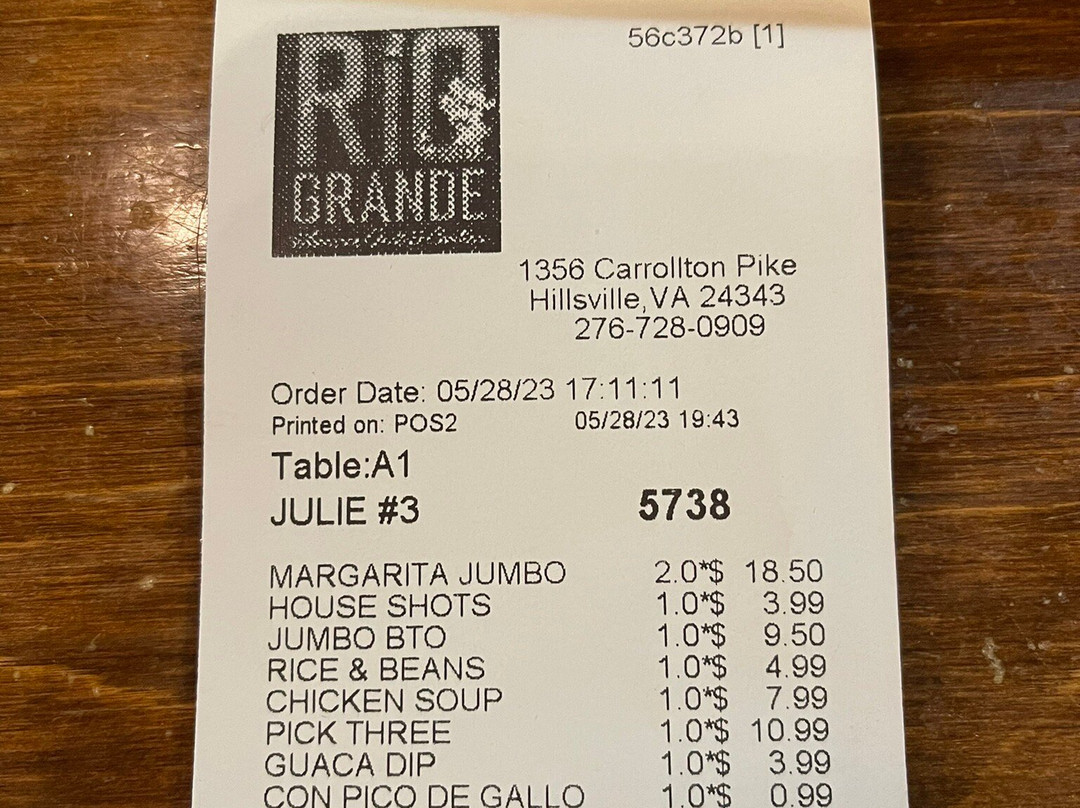 56c372b [1]
RiO
GRANDE
1356 Carrollton Pike
Hillsville,VA 24343
276-728-0909
Order Date: 05/28/23 17:11:11
Printed on: POS2 05/28/23 19:43
Table:A1
JULIE #3 5738
MARGARITA JUMBO 2.0*$ 18.50
HOUSE SHOTS 1.0*$ 3.99
JUMBO BTO 1.0*$ 9.50
RICE & BEANS 1.0*$ 4.99
CHICKEN SOUP 1.0*$ 7.99
PICK THREE 1.0*$ 10.99
GUACA DIP 1.0*$ 3.99
CON PICO DE GALLO 1.0*$ 0.99